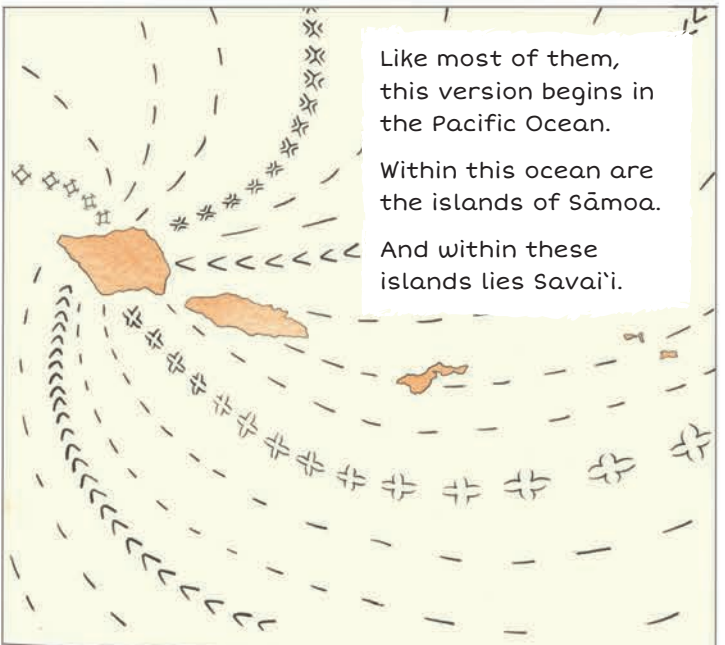 Like most of them,
this version begins in
the Pacific Ocean.
Within this ocean are
the islands of Sāmoa.
And within these
islands lies Savai‵i.